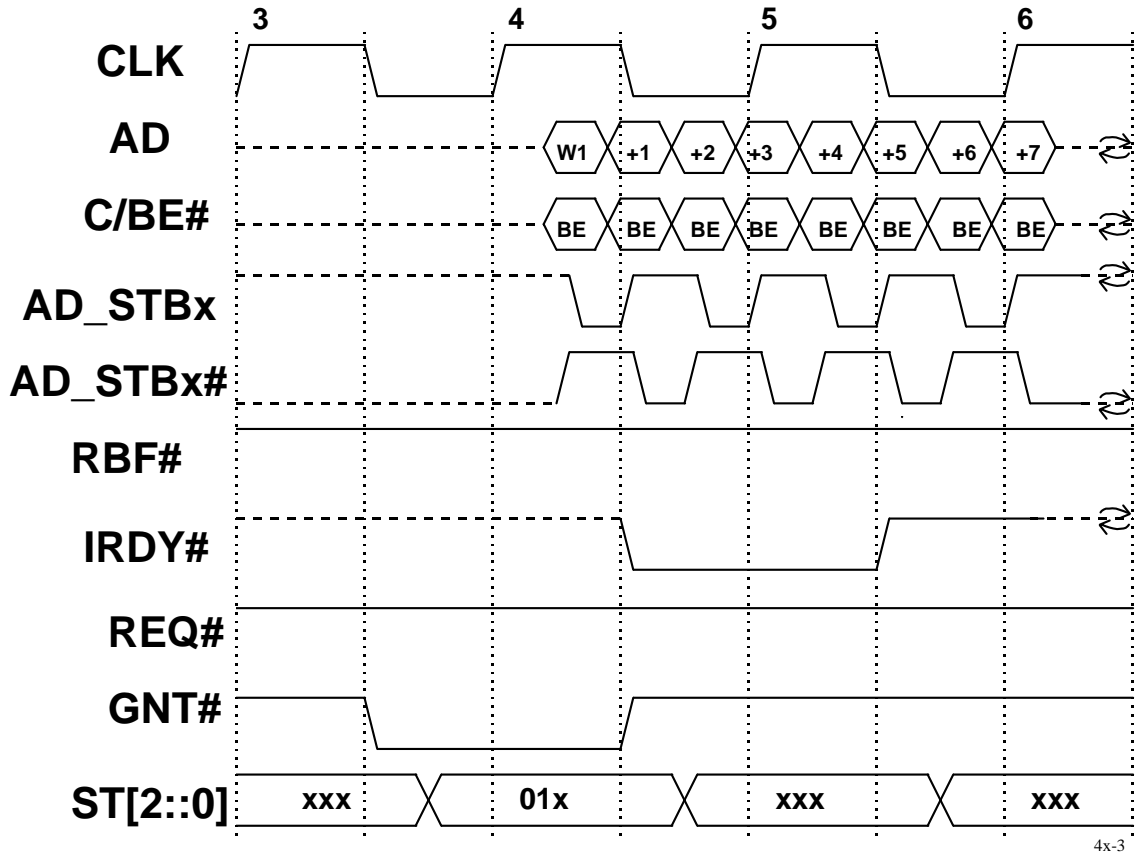 3 4 5 6
CLK
AD W1 +1 +2 +3 +4 +5 +6 +7
C/BE# BE BE BE BE BE BE BE BE
AD_STBx
AD_STBx#
RBF#
IRDY#
REQ#
GNT#
ST[2::0] xxx 01x xxx xxx
4x-3